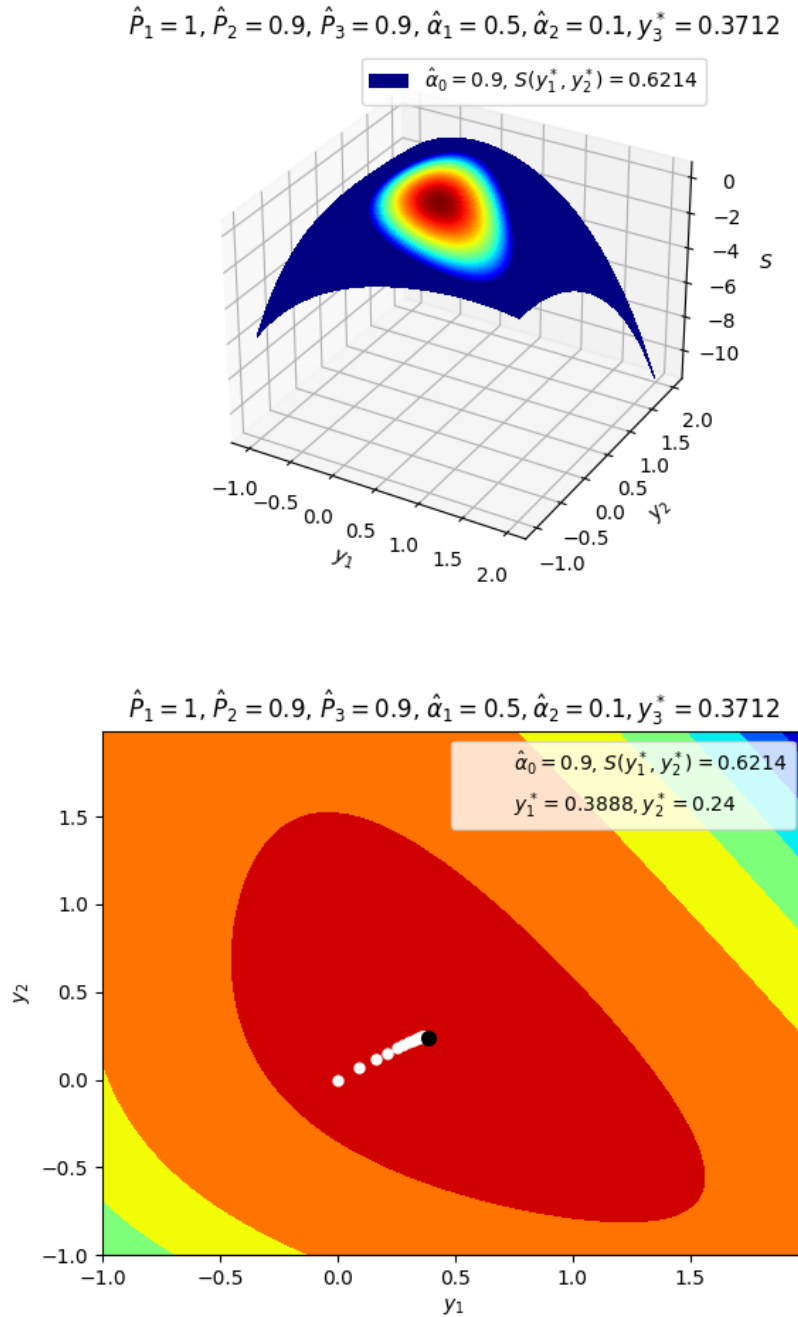 P̂₁ = 1, P̂₂ = 0.9, P̂₃ = 0.9, α̂₁ = 0.5, α̂₂ = 0.1, y₃* = 0.3712
α̂₀ = 0.9, S(y₁*, y₂*) = 0.6214
0
−2
−4
−6
−8
−10
S
2.0
1.5
1.0
0.5
0.0
−0.5
−1.0
y₂
−1.0
−0.5
0.0
0.5
1.0
1.5
2.0
y₁
P̂₁ = 1, P̂₂ = 0.9, P̂₃ = 0.9, α̂₁ = 0.5, α̂₂ = 0.1, y₃* = 0.3712
α̂₀ = 0.9, S(y₁*, y₂*) = 0.6214
y₁* = 0.3888, y₂* = 0.24
1.5
1.0
0.5
0.0
−0.5
−1.0
y₂
−1.0 −0.5 0.0 0.5 1.0 1.5
y₁